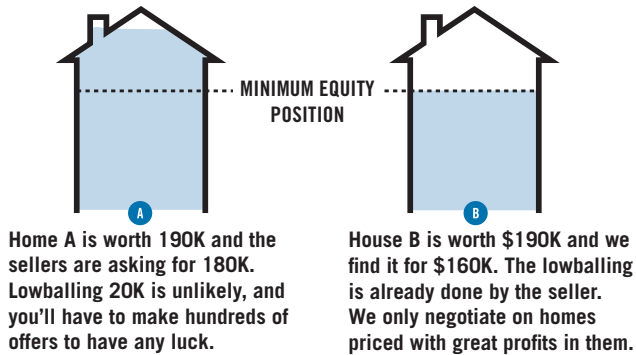 MINIMUM EQUITY
POSITION
A
Home A is worth 190K and the
sellers are asking for 180K.
Lowballing 20K is unlikely, and
you'll have to make hundreds of
offers to have any luck.
B
House B is worth $190K and we
find it for $160K. The lowballing
is already done by the seller.
We only negotiate on homes
priced with great profits in them.